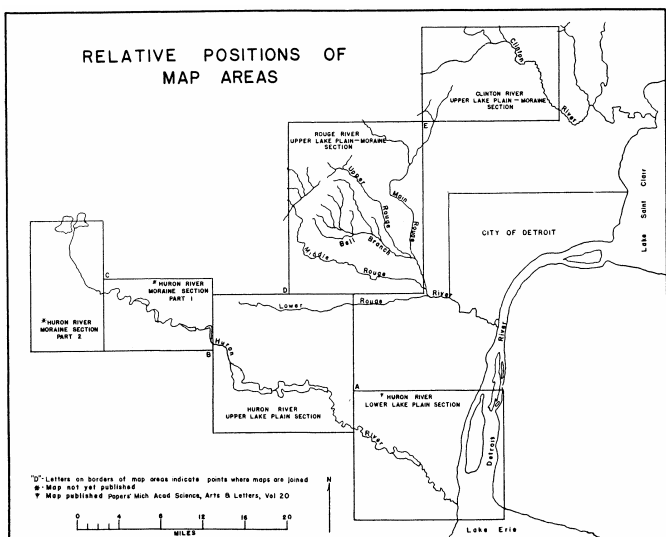 RELATIVE POSITIONS OF
MAP AREAS
Clinton
River
CLINTON RIVER
UPPER LAKE PLAIN-MORAINE
SECTION
E
ROUGE RIVER
UPPER LAKE PLAIN-MORAINE
SECTION
Upper
Rouge
Main
Rouge
Bell Branch
Middle
Rouge
CITY OF DETROIT
Lake Saint Clair
C
*HURON RIVER
MORAINE SECTION
PART 1
*HURON RIVER
MORAINE SECTION
PART 2
D
Lower Rouge River
B
Huron
River
A
HURON RIVER
UPPER LAKE PLAIN SECTION
▼ HURON RIVER
LOWER LAKE PLAIN SECTION
River
Detroit
River
"D"-Letters on borders of map areas indicate points where maps are joined
* - Map not yet published
▼ Map published Papers' Mich Acad Science, Arts & Letters, Vol 20
N
0 4 8 12 16 20
MILES
Lake Erie